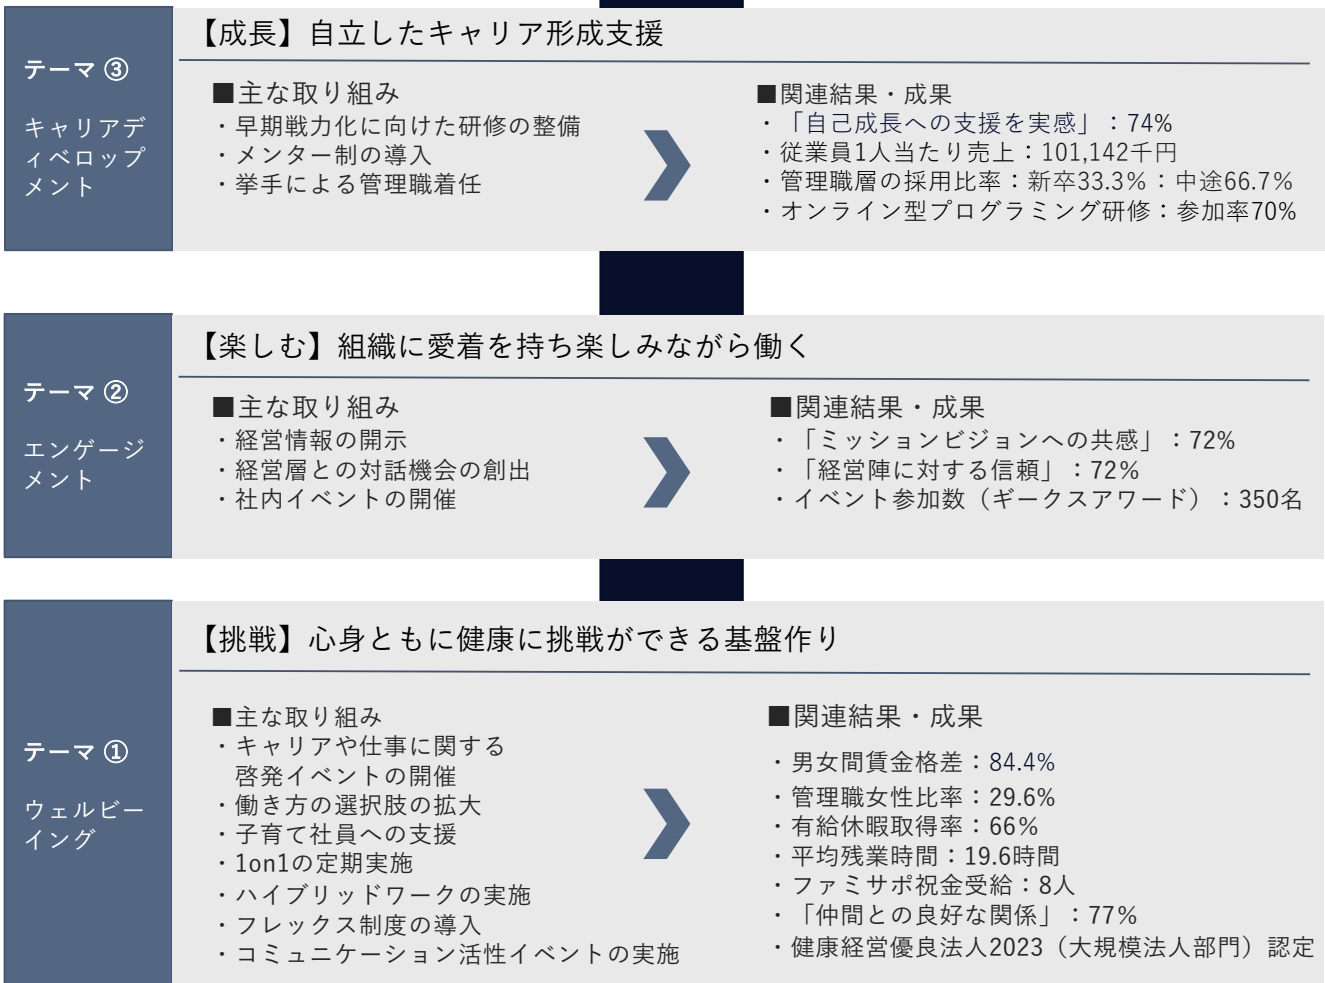 テーマ ③
キャリアデ
ィベロップ
メント
【成長】自立したキャリア形成支援
■主な取り組み
・早期戦力化に向けた研修の整備
・メンター制の導入
・挙手による管理職着任
■関連結果・成果
・「自己成長への支援を実感」：74%
・従業員1人当たり売上：101,142千円
・管理職層の採用比率：新卒33.3%：中途66.7%
・オンライン型プログラミング研修：参加率70%
テーマ ②
エンゲージ
メント
【楽しむ】組織に愛着を持ち楽しみながら働く
■主な取り組み
・経営情報の開示
・経営層との対話機会の創出
・社内イベントの開催
■関連結果・成果
・「ミッションビジョンへの共感」：72%
・「経営陣に対する信頼」：72%
・イベント参加数（ギークスアワード）：350名
テーマ ①
ウェルビー
イング
【挑戦】心身ともに健康に挑戦ができる基盤作り
■主な取り組み
・キャリアや仕事に関する
啓発イベントの開催
・働き方の選択肢の拡大
・子育て社員への支援
・1on1の定期実施
・ハイブリッドワークの実施
・フレックス制度の導入
・コミュニケーション活性イベントの実施
■関連結果・成果
・男女間賃金格差：84.4%
・管理職女性比率：29.6%
・有給休暇取得率：66%
・平均残業時間：19.6時間
・ファミサポ祝金受給：8人
・「仲間との良好な関係」：77%
・健康経営優良法人2023（大規模法人部門）認定